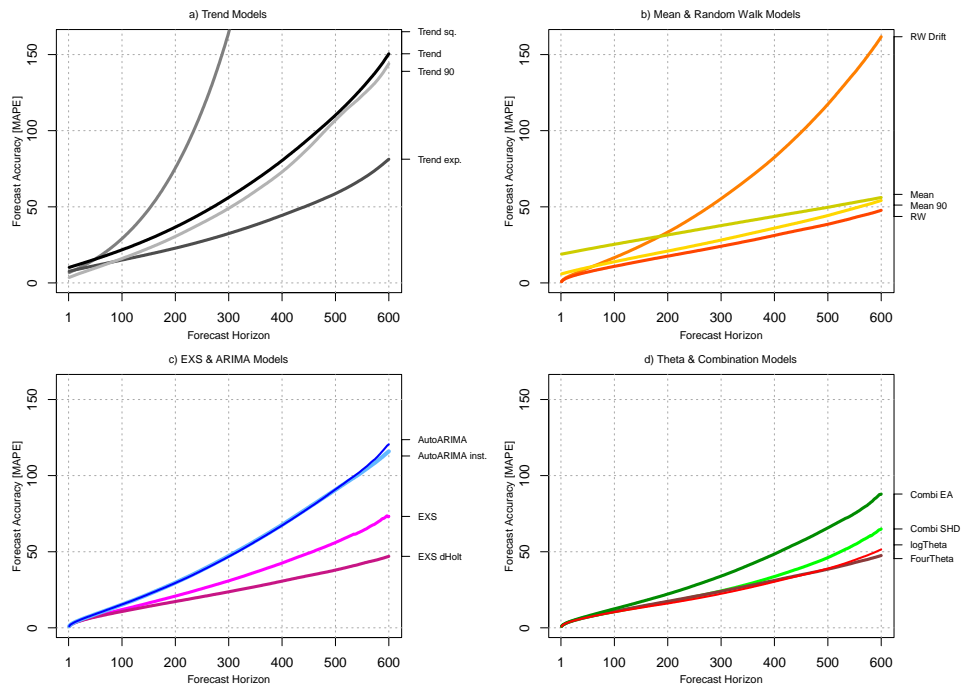 a) Trend Models
Forecast Accuracy [MAPE]
0
50
100
150
1 100 200 300 400 500 600
Forecast Horizon
Trend sq.
Trend
Trend 90
Trend exp.
b) Mean & Random Walk Models
Forecast Accuracy [MAPE]
0
50
100
150
1 100 200 300 400 500 600
Forecast Horizon
RW Drift
Mean
Mean 90
RW
c) EXS & ARIMA Models
Forecast Accuracy [MAPE]
0
50
100
150
1 100 200 300 400 500 600
Forecast Horizon
AutoARIMA
AutoARIMA inst.
EXS
EXS dHolt
d) Theta & Combination Models
Forecast Accuracy [MAPE]
0
50
100
150
1 100 200 300 400 500 600
Forecast Horizon
Combi EA
Combi SHD
logTheta
FourTheta